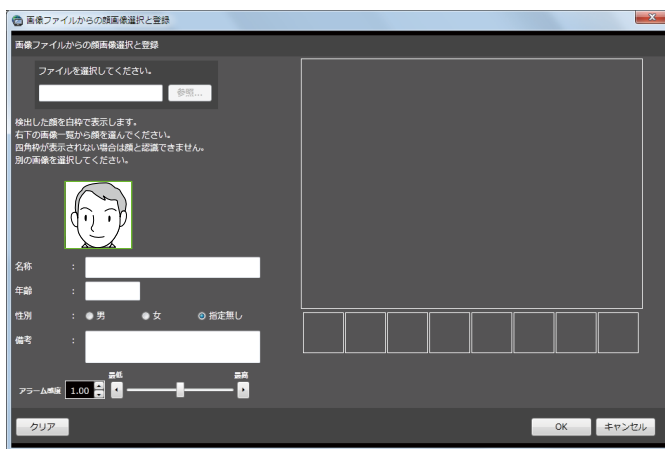 画像ファイルからの顔画像選択と登録
画像ファイルからの顔画像選択と登録
ファイルを選択してください。
参照...
検出した顔を白枠で表示します。
右下の画像一覧から顔を選んでください。
四角枠が表示されない場合は顔と認識できません。
別の画像を選択してください。
名称 :
年齢 :
性別 : 男 女 指定無し
備考 :
最低 最高
アラーム感度 1.00
クリア OK キャンセル